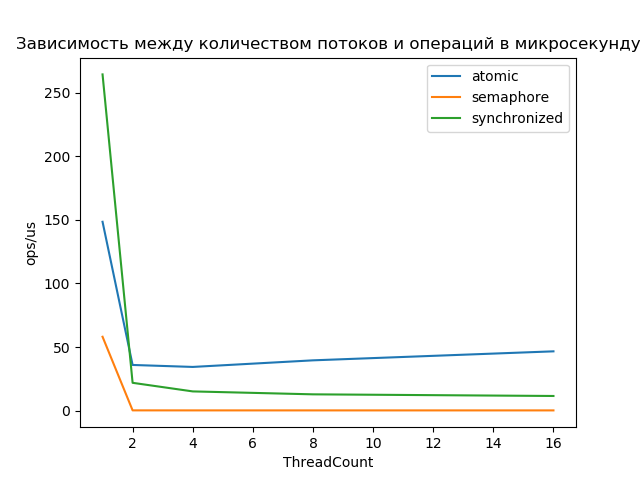 Зависимость между количеством потоков и операций в микросекунду
atomic
semaphore
synchronized
250
200
150
100
50
0
ops/us
2
4
6
8
10
12
14
16
ThreadCount